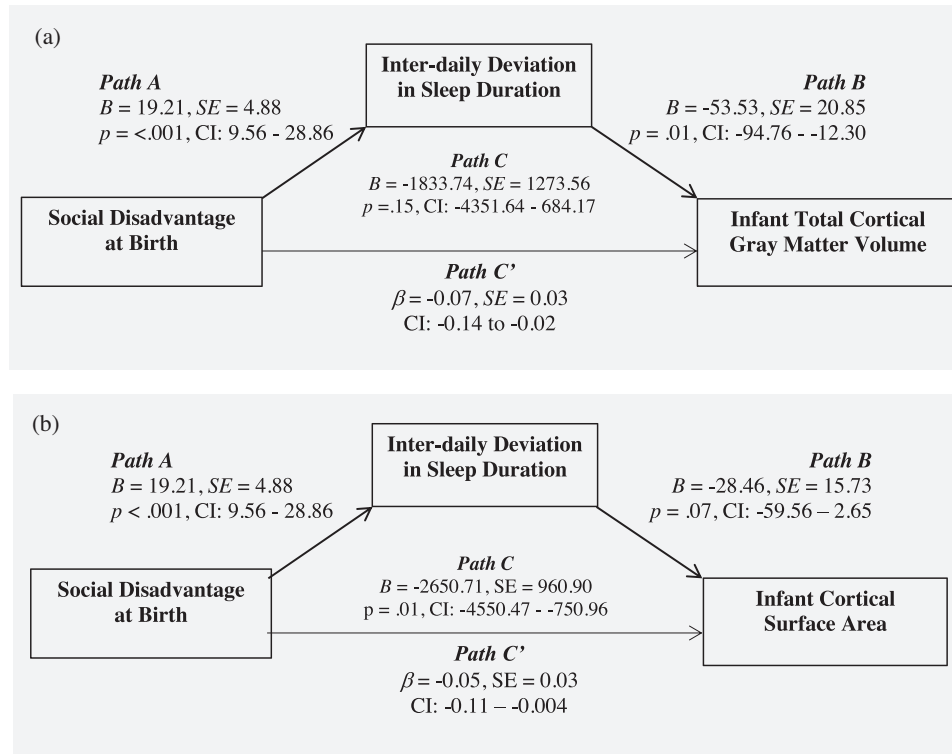 (a)
Inter-daily Deviation
in Sleep Duration
Path A
B = 19.21, SE = 4.88
p = <.001, CI: 9.56 - 28.86
Path B
B = -53.53, SE = 20.85
p = .01, CI: -94.76 - -12.30
Path C
B = -1833.74, SE = 1273.56
p =.15, CI: -4351.64 - 684.17
Social Disadvantage
at Birth
Infant Total Cortical
Gray Matter Volume
Path C'
β = -0.07, SE = 0.03
CI: -0.14 to -0.02
(b)
Inter-daily Deviation
in Sleep Duration
Path A
B = 19.21, SE = 4.88
p < .001, CI: 9.56 - 28.86
Path B
B = -28.46, SE = 15.73
p = .07, CI: -59.56 – 2.65
Path C
B = -2650.71, SE = 960.90
p = .01, CI: -4550.47 - -750.96
Social Disadvantage
at Birth
Infant Cortical
Surface Area
Path C'
β = -0.05, SE = 0.03
CI: -0.11 – -0.004